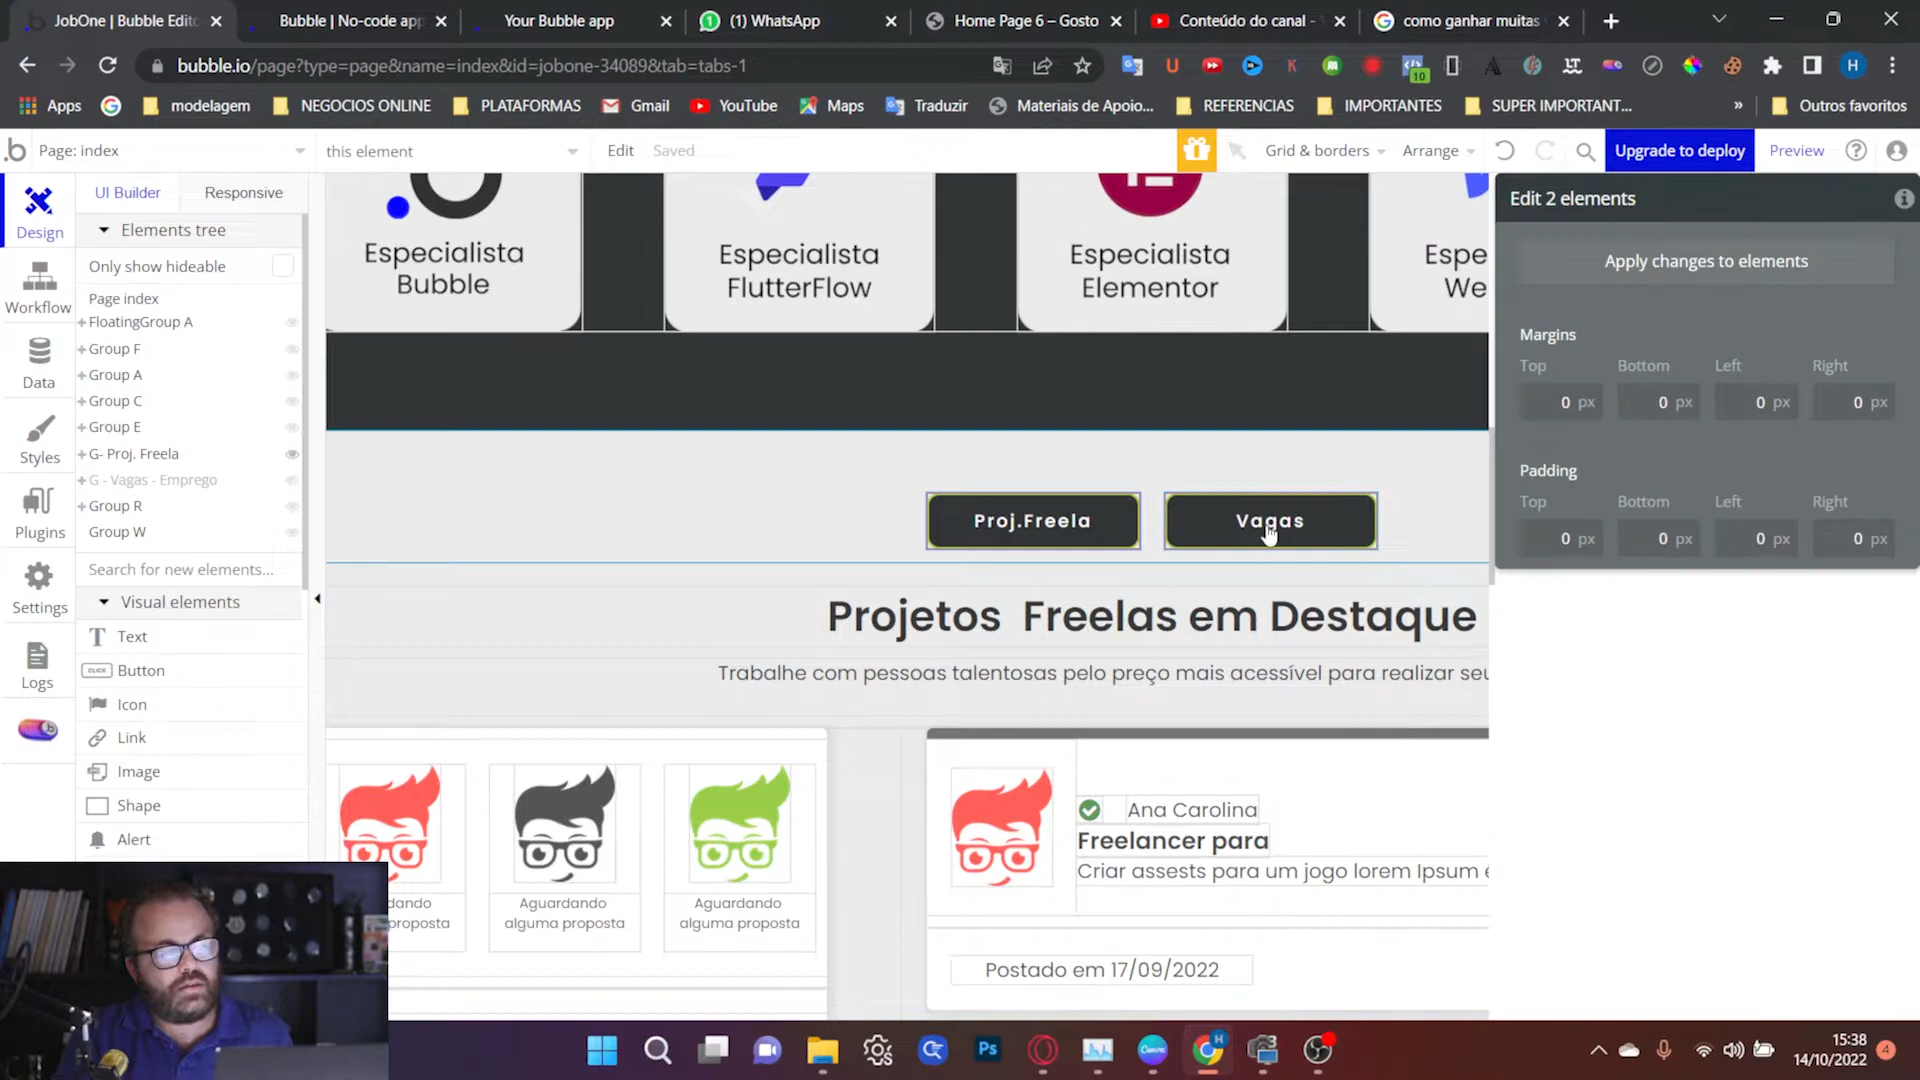 JobOne | Bubble Edit
Bubble | No-code app
Your Bubble app
(1) WhatsApp
Home Page 6 – Gosto
Conteúdo do canal -
como ganhar muitas
bubble.io/page?type=page&name=index&id=jobone-34089&tab=tabs-1
10
H
Apps
modelagem
NEGOCIOS ONLINE
PLATAFORMAS
Gmail
YouTube
Maps
Traduzir
Materiais de Apoio...
REFERENCIAS
IMPORTANTES
SUPER IMPORTANT...
»
Outros favoritos
.b
Page: index
this element
Edit
Saved
Grid & borders
Arrange
Upgrade to deploy
Preview
UI Builder
Responsive
Design
Workflow
Data
Styles
Plugins
Settings
Logs
Elements tree
Only show hideable
Page index
FloatingGroup A
Group F
Group A
Group C
Group E
G- Proj. Freela
G - Vagas - Emprego
Group R
Group W
Search for new elements...
Visual elements
Text
CLICK Button
Icon
Link
Image
Shape
Alert
Especialista
Bubble
Especialista
FlutterFlow
Especialista
Elementor
Espe
We
Proj.Freela
Vagas
Projetos Freelas em Destaque
Trabalhe com pessoas talentosas pelo preço mais acessível para realizar seu
dando
proposta
Aguardando
alguma proposta
Aguardando
alguma proposta
Ana Carolina
Freelancer para
Criar assests para um jogo lorem Ipsum é
Postado em 17/09/2022
Edit 2 elements
Apply changes to elements
Margins
Top Bottom Left Right
0 px 0 px 0 px 0 px
Padding
Top Bottom Left Right
0 px 0 px 0 px 0 px
Ps
15:38
14/10/2022
4